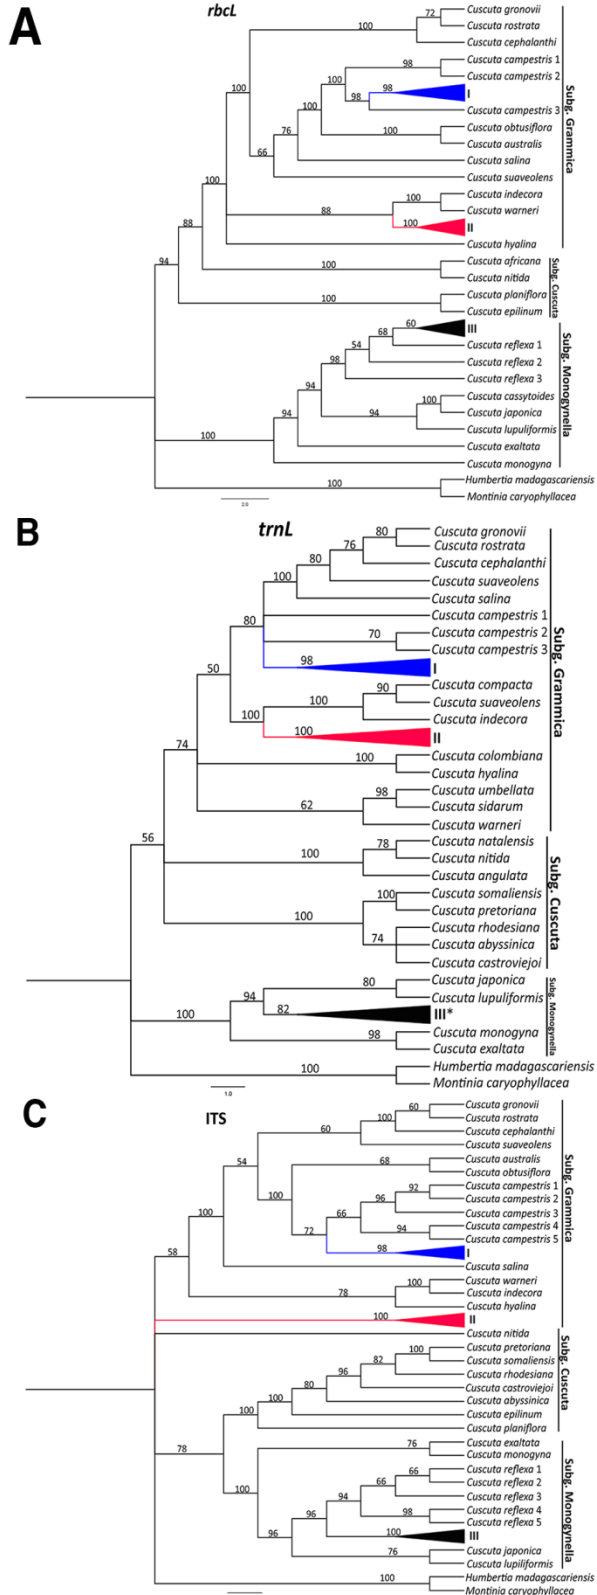 A
rbcL
72
Cuscuta gronovii
Cuscuta rostrata
100
Cuscuta cephalanthi
98
Cuscuta campestris 1
Cuscuta campestris 2
100
100
98
98
I
Cuscuta campestris 3
100
76
100
Cuscuta obtusiflora
Cuscuta australis
66
Cuscuta salina
Cuscuta suaveolens
100
88
100
Cuscuta indecora
Cuscuta warneri
100
II
Cuscuta hyalina
Subg. Grammica
88
94
100
Cuscuta africana
Cuscuta nitida
100
Cuscuta planiflora
Cuscuta epilinum
Subg. Cuscuta
60
III
68
Cuscuta reflexa 1
54
Cuscuta reflexa 2
98
Cuscuta reflexa 3
94
100
Cuscuta cassytoides
Cuscuta japonica
94
Cuscuta lupuliformis
94
Cuscuta exaltata
100
Cuscuta monogyna
Subg. Monogynella
100
Humbertia madagascariensis
Montinia caryophyllacea
2.0
B
trnL
80
Cuscuta gronovii
Cuscuta rostrata
76
80
Cuscuta cephalanthi
100
Cuscuta suaveolens
Cuscuta salina
80
Cuscuta campestris 1
70
Cuscuta campestris 2
Cuscuta campestris 3
98
I
50
90
Cuscuta compacta
Cuscuta suaveolens
100
100
Cuscuta indecora
100
II
74
100
Cuscuta colombiana
Cuscuta hyalina
98
Cuscuta umbellata
Cuscuta sidarum
62
Cuscuta warneri
Subg. Grammica
56
78
Cuscuta natalensis
Cuscuta nitida
100
Cuscuta angulata
100
Cuscuta somaliensis
Cuscuta pretoriana
100
Cuscuta rhodesiana
74
Cuscuta abyssinica
Cuscuta castroviejoi
Subg. Cuscuta
80
Cuscuta japonica
Cuscuta lupuliformis
94
82
III*
100
98
Cuscuta monogyna
Cuscuta exaltata
Subg. Monogynella
100
Humbertia madagascariensis
Montinia caryophyllacea
1.0
C
ITS
60
Cuscuta gronovii
Cuscuta rostrata
100
Cuscuta cephalanthi
60
Cuscuta suaveolens
54
68
Cuscuta australis
Cuscuta obtusiflora
100
92
Cuscuta campestris 1
Cuscuta campestris 2
96
Cuscuta campestris 3
66
94
Cuscuta campestris 4
Cuscuta campestris 5
72
98
I
100
Cuscuta salina
58
100
Cuscuta warneri
Cuscuta indecora
78
Cuscuta hyalina
100
II
Subg. Grammica
Cuscuta nitida
100
Cuscuta pretoriana
Cuscuta somaliensis
82
Cuscuta rhodesiana
96
Cuscuta castroviejoi
80
Cuscuta abyssinica
100
Cuscuta epilinum
100
Cuscuta planiflora
Subg. Cuscuta
78
76
Cuscuta exaltata
Cuscuta monogyna
66
Cuscuta reflexa 1
Cuscuta reflexa 2
66
Cuscuta reflexa 3
94
98
Cuscuta reflexa 4
Cuscuta reflexa 5
96
100
III
100
96
76
Cuscuta japonica
Cuscuta lupiliformis
Subg. Monogynella
100
Humbertia madagascariensis
Montinia caryophyllacea